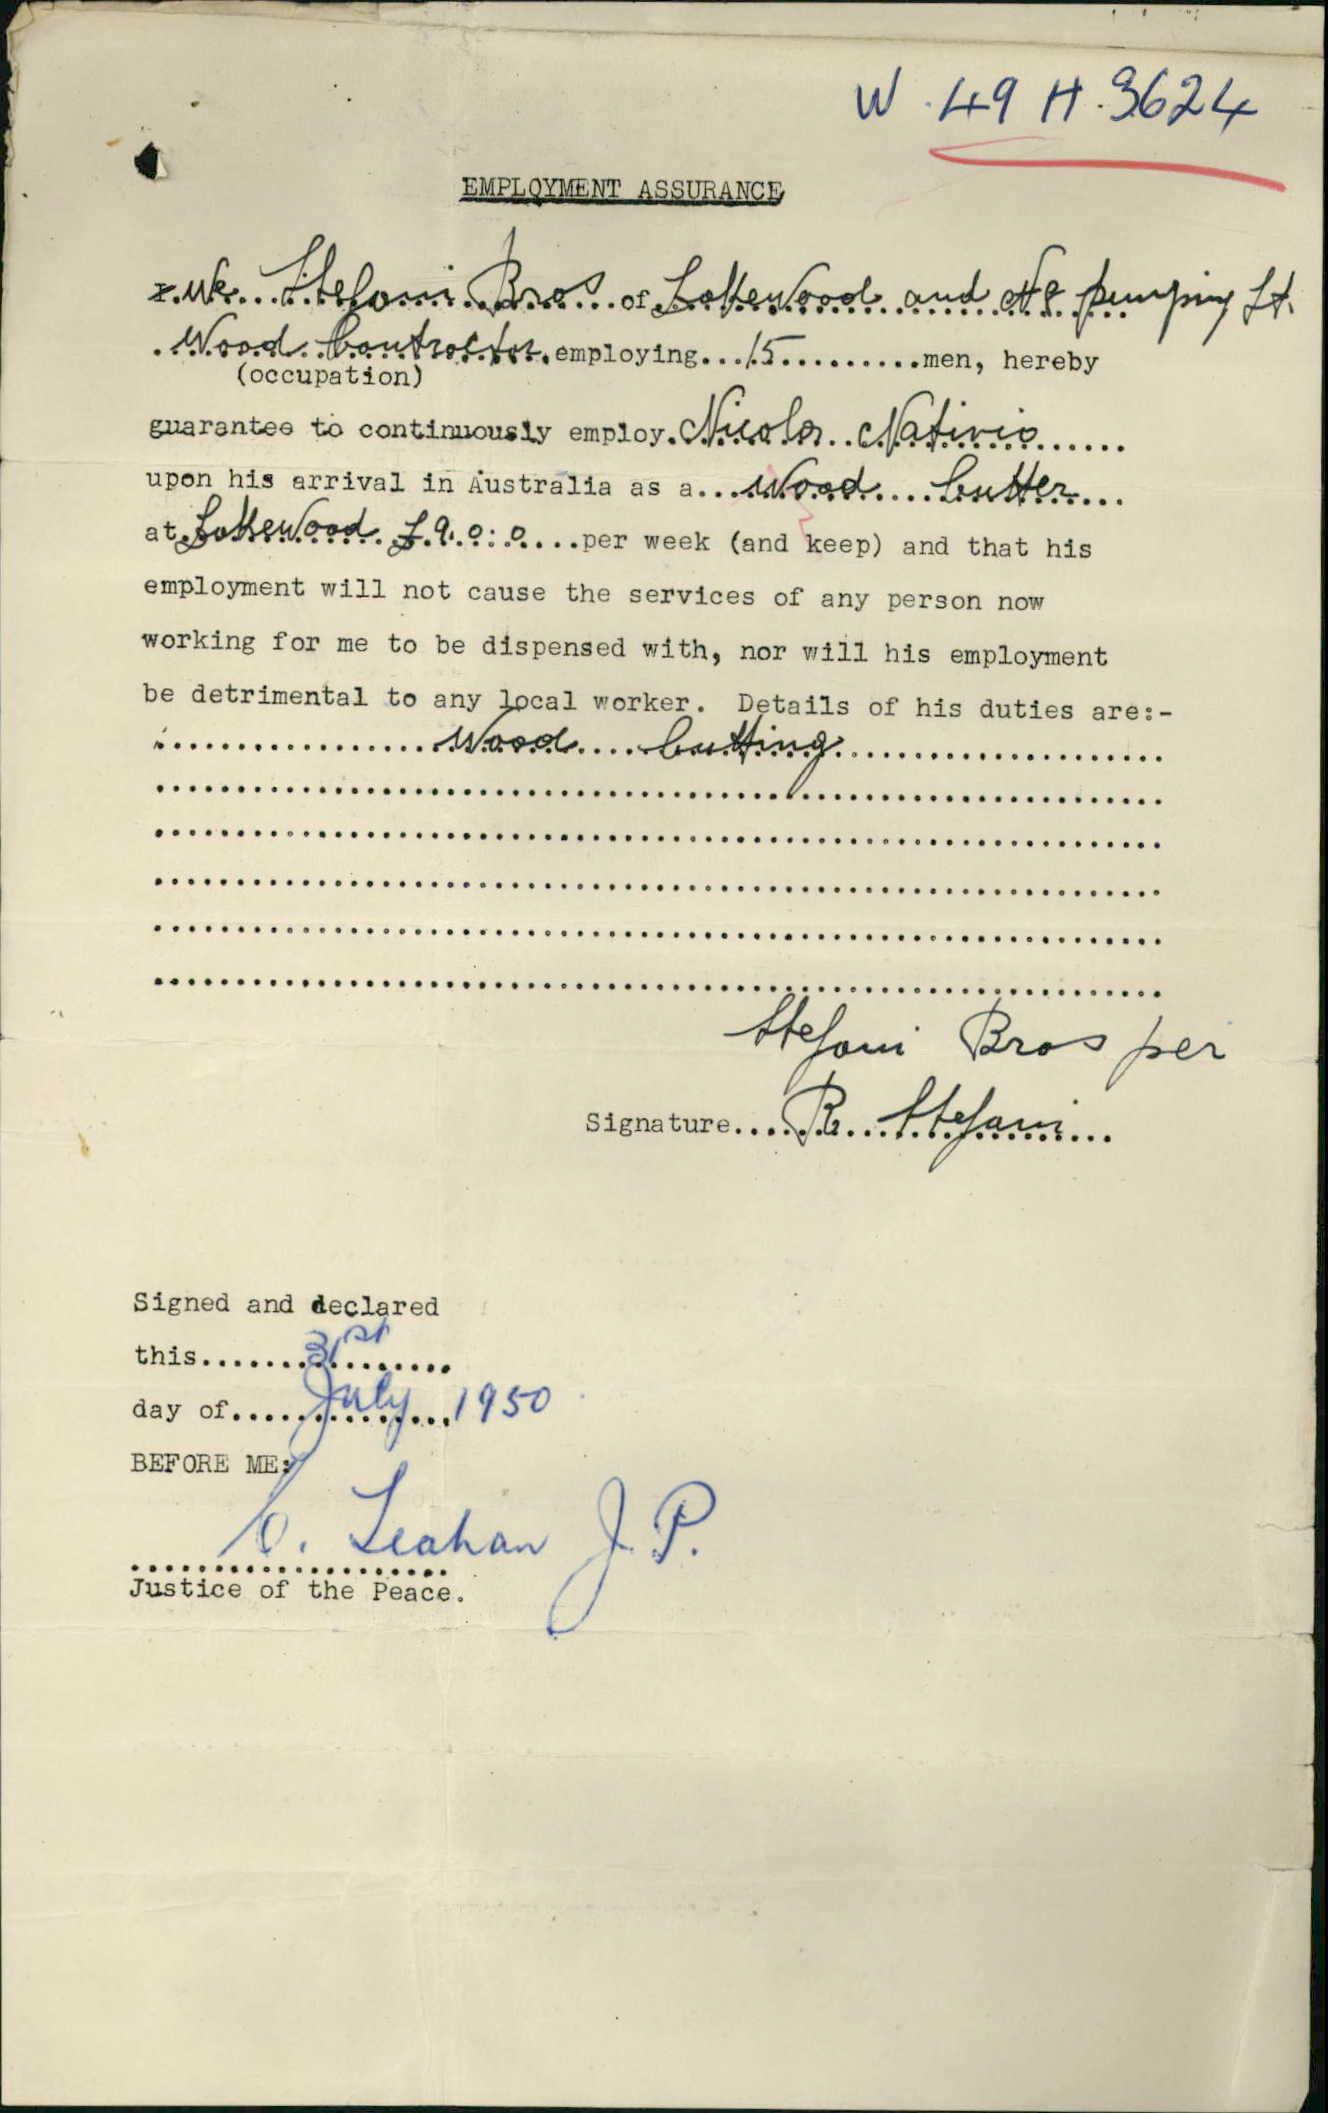 W. 49 H. 3624
EMPLOYMENT ASSURANCE
I. We... Stefani Bros... of Lakewood and No 8 pumping St.
Wood Contractor. employing...15..........men, hereby
(occupation)
guarantee to continuously employ. Nicola.. Nativio......
upon his arrival in Australia as a... Wood.... Cutter...
at Lakewood. £9.0:0....per week (and keep) and that his
employment will not cause the services of any person now
working for me to be dispensed with, nor will his employment
be detrimental to any local worker. Details of his duties are:-
Wood.... Cutting
Stefani Bros per
Signature.... R... Stefani...
Signed and declared
this....... 31st
day of....... July 1950
BEFORE ME:
C. Leahan J.P.
Justice of the Peace.